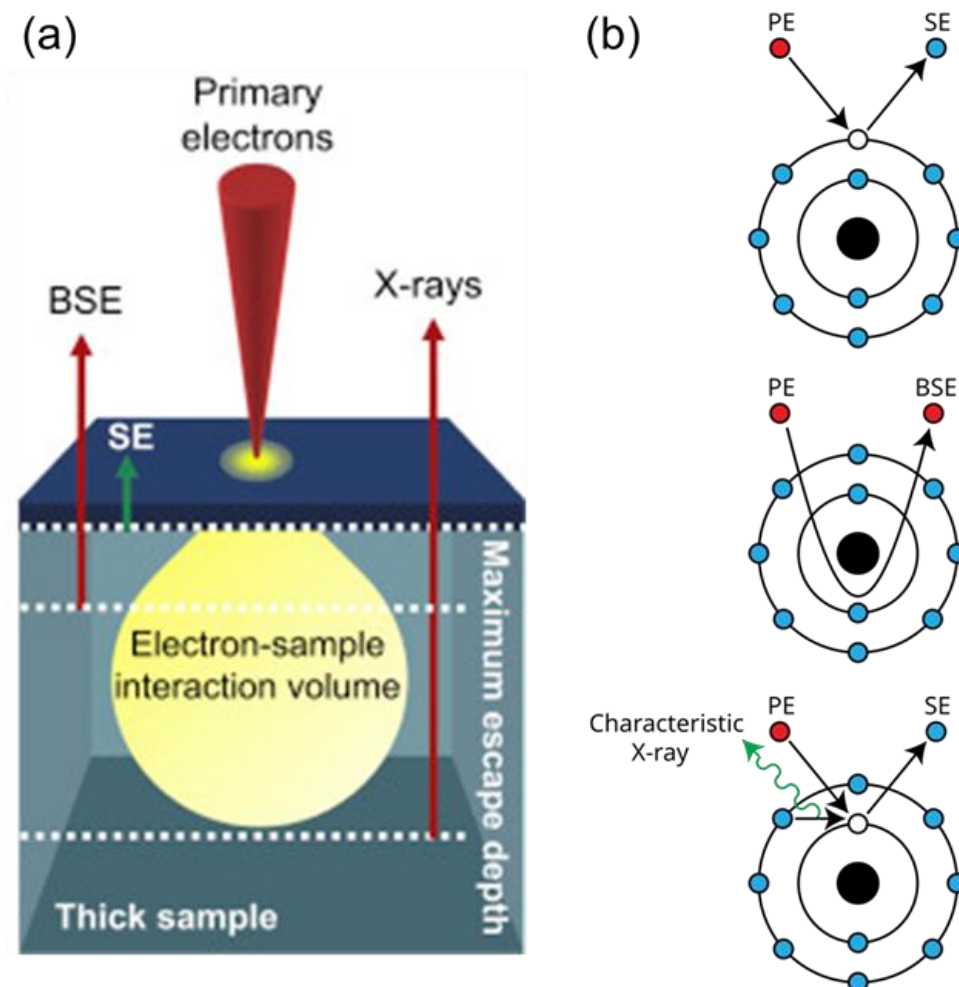 (a)
Primary
electrons
BSE
X-rays
SE
Electron-sample
interaction volume
Maximum escape depth
Thick sample
(b)
PE
SE
PE
BSE
PE
SE
Characteristic
X-ray